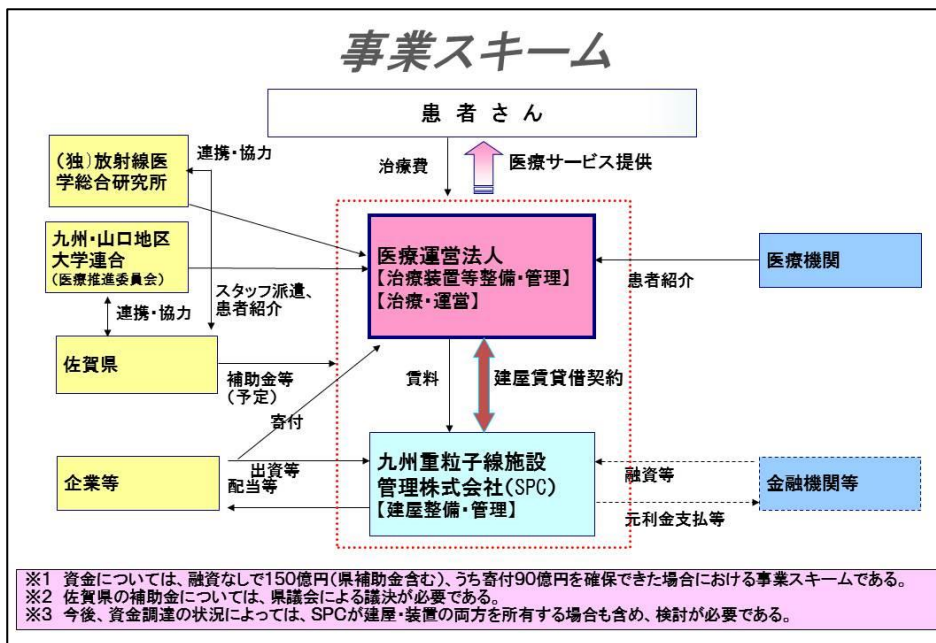 事業スキーム
患者さん
治療費
医療サービス提供
(独)放射線医
学総合研究所
連携・協力
九州・山口地区
大学連合
(医療推進委員会)
スタッフ派遣、
患者紹介
連携・協力
佐賀県
補助金等
(予定)
寄付
医療運営法人
【治療装置等整備・管理】
【治療・運営】
患者紹介
医療機関
賃料
建屋賃貸借契約
企業等
出資等
配当等
九州重粒子線施設
管理株式会社(SPC)
【建屋整備・管理】
融資等
元利金支払等
金融機関等
※1 資金については、融資なしで150億円(県補助金含む)、うち寄付90億円を確保できた場合における事業スキームである。
※2 佐賀県の補助金については、県議会による議決が必要である。
※3 今後、資金調達の状況によっては、SPCが建屋・装置の両方を所有する場合も含め、検討が必要である。